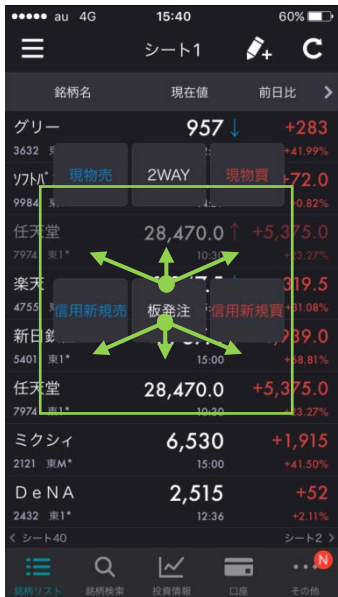 au 4G 15:40 60%
シート1
銘柄名 現在値 前日比
グリー 957 ↓ +283
3632 +41.99%
現物売 2WAY 現物買
+72.0
9984 +0.82%
任天堂 28,470.0 ↑ +5,375.0
7974 東1* 10:30 +23.27%
楽天 319.5
4755 +31.08%
信用新規売 板発注 信用新規買
新日
5401 東1* 15:00 +68.81%
任天堂 28,470.0 +5,375.0
7974 東1* 10:30 +23.27%
ミクシィ 6,530 +1,915
2121 東M* 15:00 +41.50%
DeNA 2,515 +52
2432 東1* 12:36 +2.11%
< シート40 シート2 >
N
銘柄リスト 銘柄検索 投資情報 口座 その他